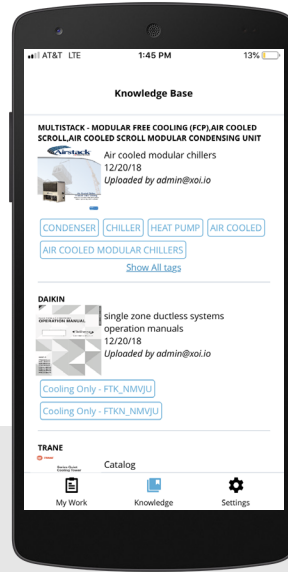 AT&T LTE 1:45 PM 13%
Knowledge Base
MULTISTACK - MODULAR FREE COOLING (FCP),AIR COOLED
SCROLL,AIR COOLED SCROLL MODULAR CONDENSING UNIT
Airstack
Air cooled modular chillers
12/20/18
Uploaded by admin@xoi.io
CONDENSER CHILLER HEAT PUMP AIR COOLED
AIR COOLED MODULAR CHILLERS
Show All tags
DAIKIN
OPERATION MANUAL
single zone ductless systems
operation manuals
12/20/18
Uploaded by admin@xoi.io
Cooling Only - FTK_NMVJU
Cooling Only - FTKN_NMVJU
TRANE
Catalog
My Work Knowledge Settings